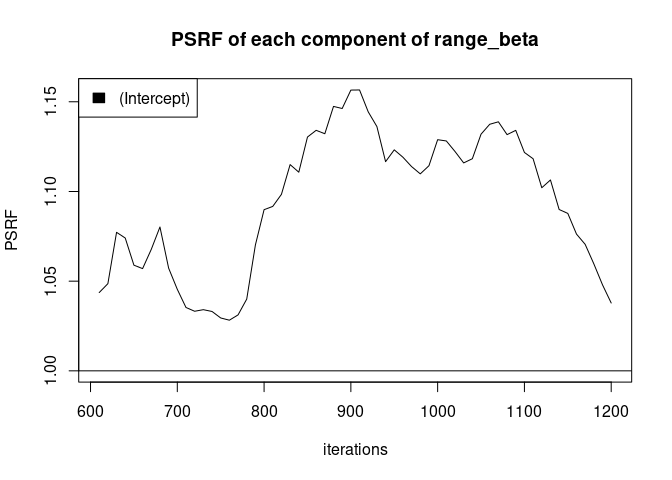 PSRF of each component of range_beta
(Intercept)
PSRF
1.15
1.10
1.05
1.00
600 700 800 900 1000 1100 1200
iterations